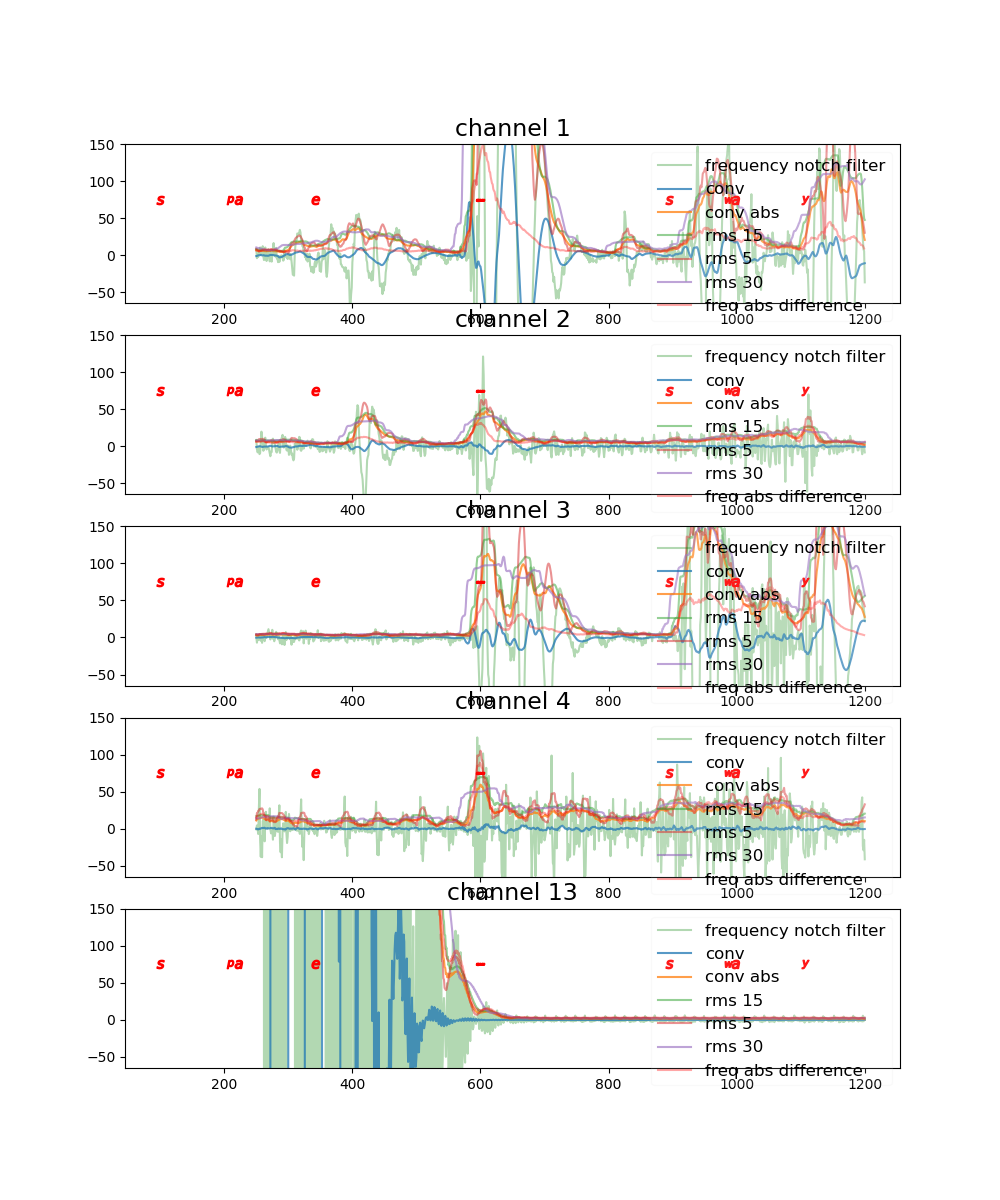 channel 1
150
100
50
0
−50
s pa e s wa y
frequency notch filter
conv
conv abs
rms 15
rms 5
rms 30
freq abs difference
200 400 600 800 1000 1200
channel 2
150
100
50
0
−50
s pa e s wa y
frequency notch filter
conv
conv abs
rms 15
rms 5
rms 30
freq abs difference
200 400 600 800 1000 1200
channel 3
150
100
50
0
−50
s pa e s wa y
frequency notch filter
conv
conv abs
rms 15
rms 5
rms 30
freq abs difference
200 400 600 800 1000 1200
channel 4
150
100
50
0
−50
s pa e s wa y
frequency notch filter
conv
conv abs
rms 15
rms 5
rms 30
freq abs difference
200 400 600 800 1000 1200
channel 13
150
100
50
0
−50
s pa e s wa y
frequency notch filter
conv
conv abs
rms 15
rms 5
rms 30
freq abs difference
200 400 600 800 1000 1200